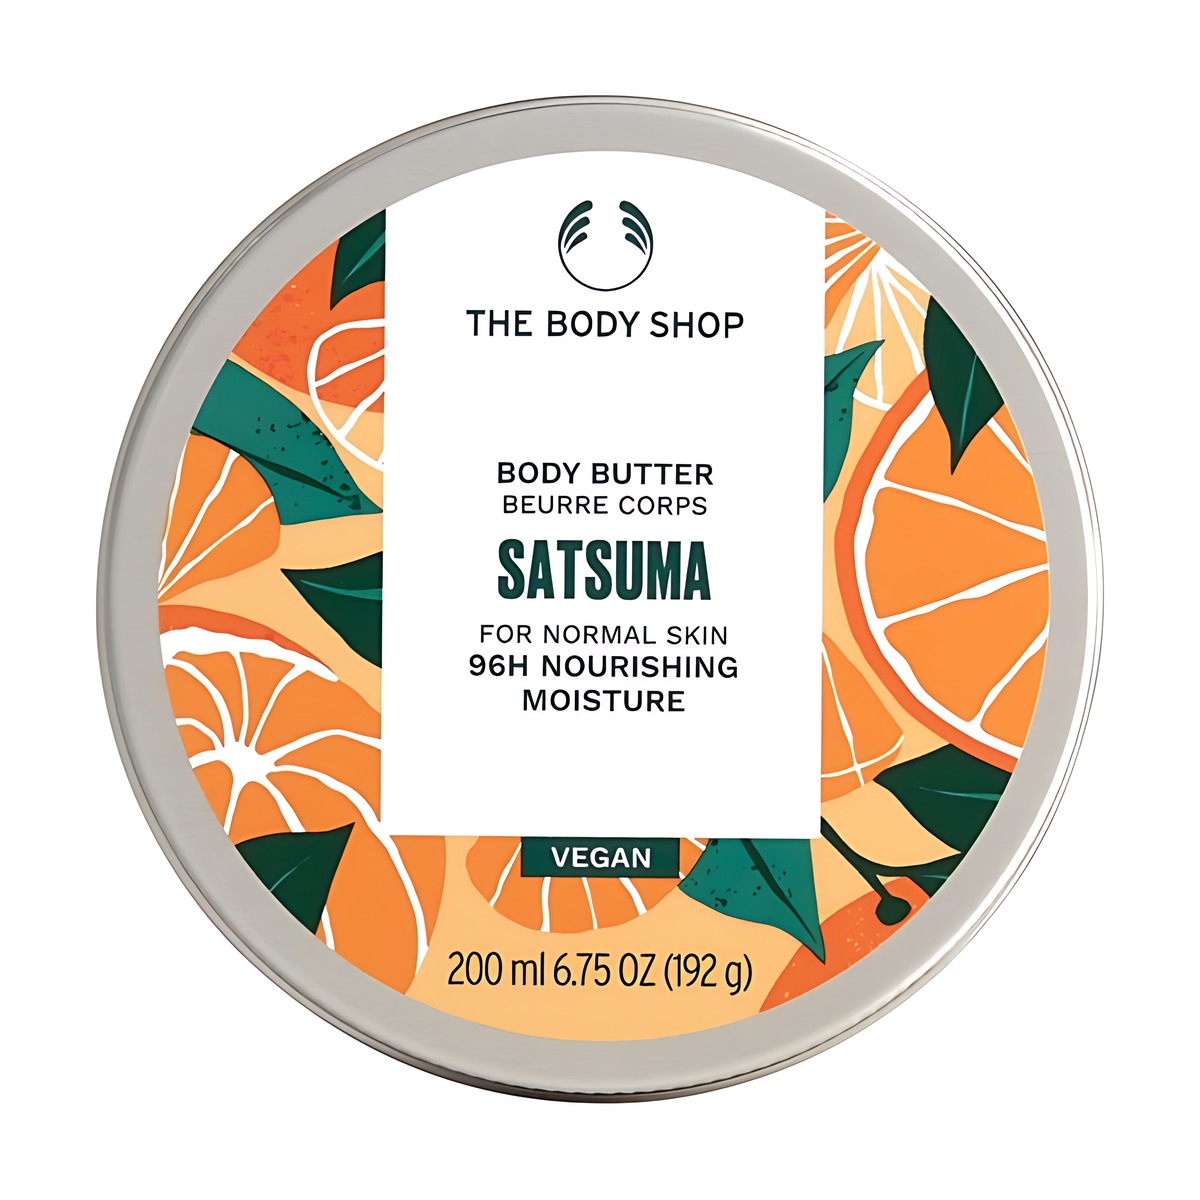 THE BODY SHOP
BODY BUTTER
BEURRE CORPS
SATSUMA
FOR NORMAL SKIN
96H NOURISHING
MOISTURE
VEGAN
200 ml 6.75 OZ (192 g)